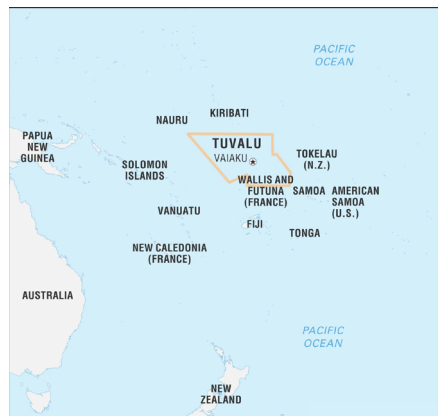 PACIFIC
OCEAN
KIRIBATI
NAURU
TUVALU
VAIAKU
PAPUA
NEW
GUINEA
SOLOMON
ISLANDS
TOKELAU
(N.Z.)
WALLIS AND
FUTUNA
(FRANCE)
SAMOA
AMERICAN
SAMOA
(U.S.)
VANUATU
FIJI
TONGA
NEW CALEDONIA
(FRANCE)
AUSTRALIA
PACIFIC
OCEAN
NEW
ZEALAND